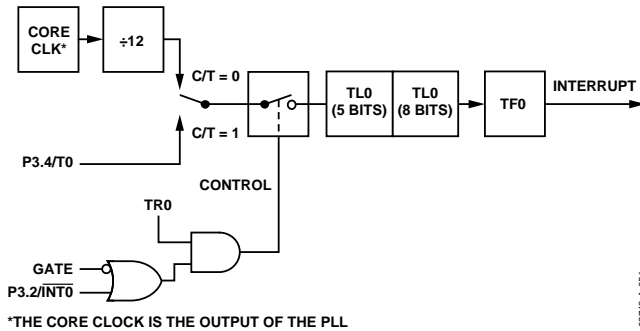 CORE
CLK*
÷12
C/T = 0
C/T = 1
P3.4/T0
TL0
(5 BITS)
TL0
(8 BITS)
TF0
INTERRUPT
CONTROL
TR0
GATE
P3.2/INT0
*THE CORE CLOCK IS THE OUTPUT OF THE PLL